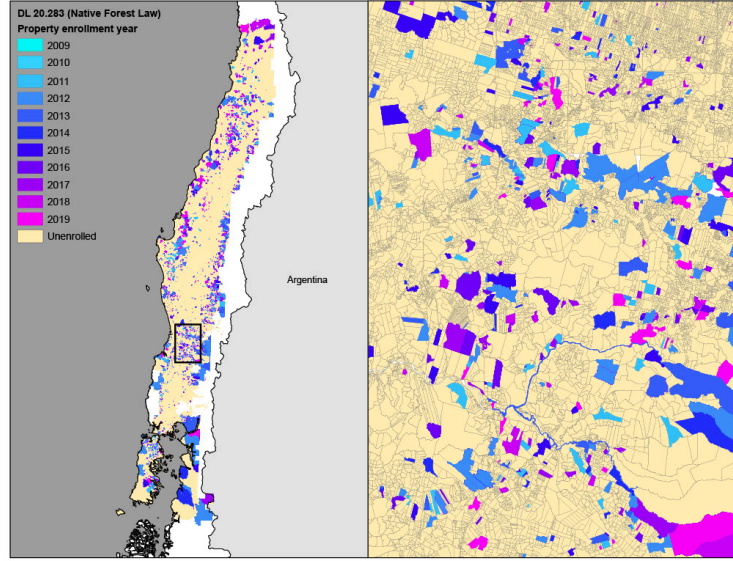 DL 20.283 (Native Forest Law)
Property enrollment year
2009
2010
2011
2012
2013
2014
2015
2016
2017
2018
2019
Unenrolled
Argentina